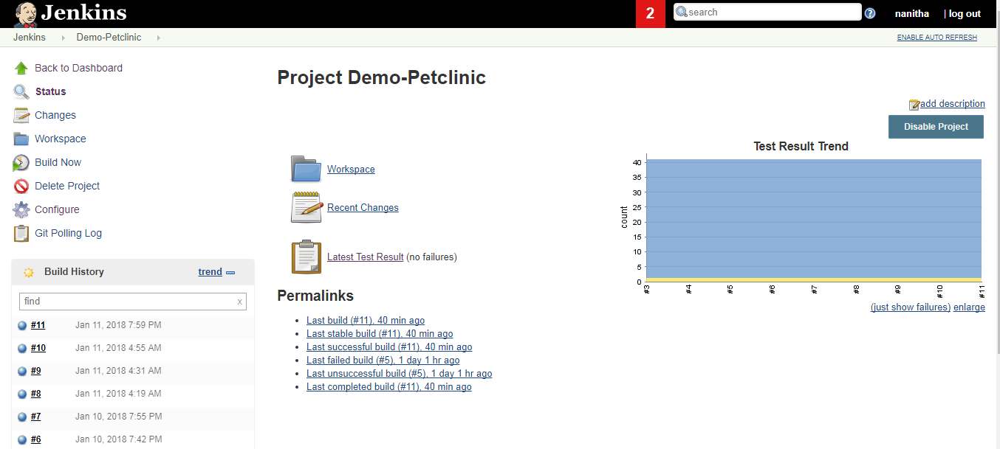 Jenkins
2
search
?
nanitha
| log out
Jenkins
Demo-Petclinic
ENABLE AUTO REFRESH
Back to Dashboard
Status
Changes
Workspace
Build Now
Delete Project
Configure
Git Polling Log
Build History
trend
find
x
#11 Jan 11, 2018 7:59 PM
#10 Jan 11, 2018 4:55 AM
#9 Jan 11, 2018 4:31 AM
#8 Jan 11, 2018 4:19 AM
#7 Jan 10, 2018 7:55 PM
#6 Jan 10, 2018 7:42 PM
Project Demo-Petclinic
add description
Disable Project
Workspace
Recent Changes
Latest Test Result (no failures)
Permalinks
Last build (#11), 40 min ago
Last stable build (#11), 40 min ago
Last successful build (#11), 40 min ago
Last failed build (#5), 1 day 1 hr ago
Last unsuccessful build (#5), 1 day 1 hr ago
Last completed build (#11), 40 min ago
Test Result Trend
count
40
35
30
25
20
15
10
5
0
#3
#4
#5
#6
#7
#8
#9
#10
#11
(just show failures) enlarge